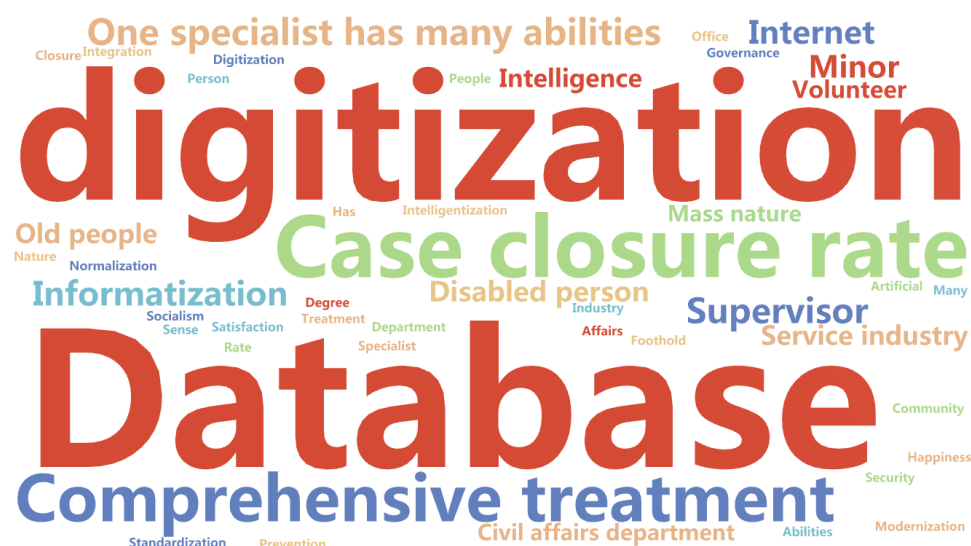 One specialist has many abilities
Office
Internet
Closure
Integration
Digitization
Governance
Person
People
Intelligence
Minor
Volunteer
digitization
Has
Intelligentization
Mass nature
Old people
Case closure rate
Nature
Normalization
Informatization
Disabled person
Artificial
Many
Degree
Industry
Supervisor
Socialism
Treatment
Sense
Satisfaction
Department
Affairs
Service industry
Rate
Specialist
Foothold
Database
Community
Happiness
Security
Comprehensive treatment
Civil affairs department
Abilities
Modernization
Standardization
Prevention